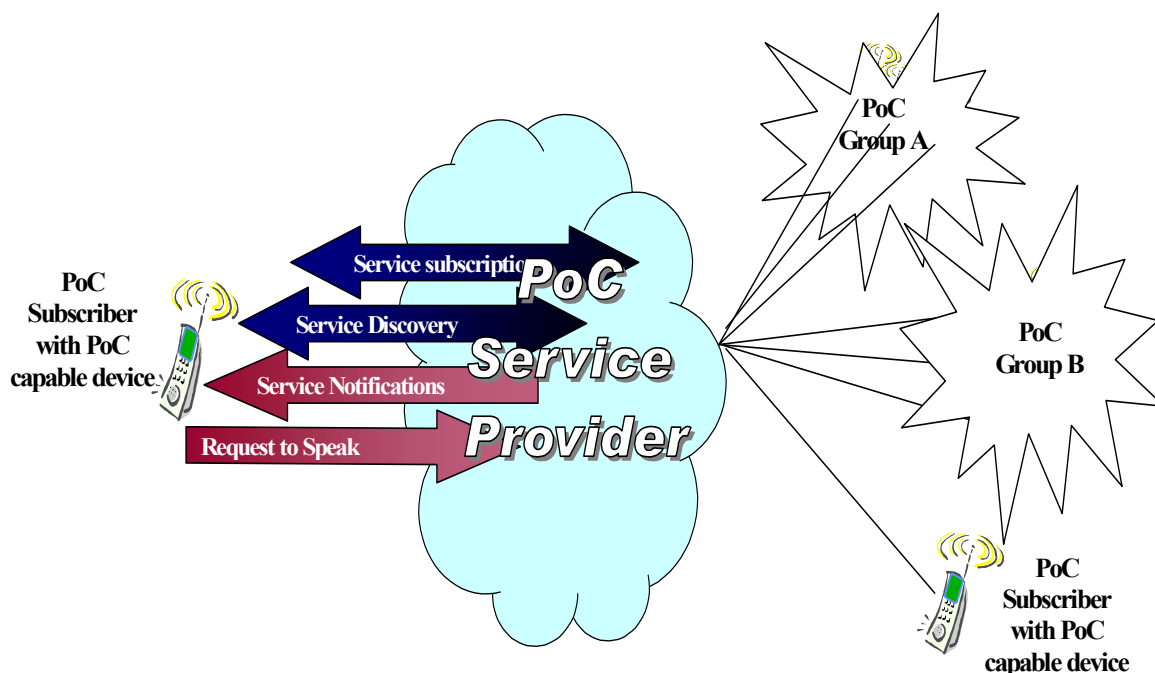 PoC
Subscriber
with PoC
capable device
Service subscription
Service Discovery
Service Notifications
Request to Speak
PoC
Service
Provider
PoC
Group A
PoC
Group B
PoC
Subscriber
with PoC
capable device